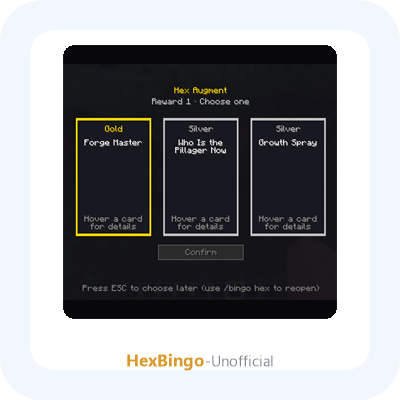 Hex Augment
Reward 1 · Choose one
Gold
Forge Master
Hover a card
for details
Silver
Who Is the
Pillager Now
Hover a card
for details
Silver
Growth Spray
Hover a card
for details
Confirm
Press ESC to choose later (use /bingo hex to reopen)
HexBingo-Unofficial